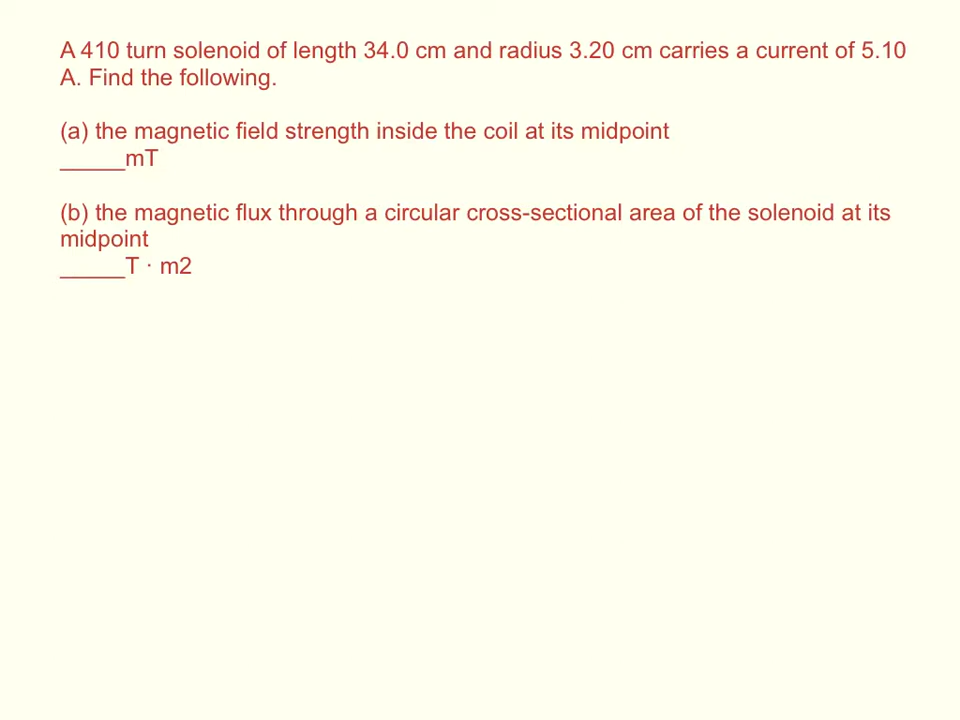 A 410 turn solenoid of length 34.0 cm and radius 3.20 cm carries a current of 5.10
A. Find the following.
(a) the magnetic field strength inside the coil at its midpoint
_____mT
(b) the magnetic flux through a circular cross-sectional area of the solenoid at its
midpoint
_____T · m2